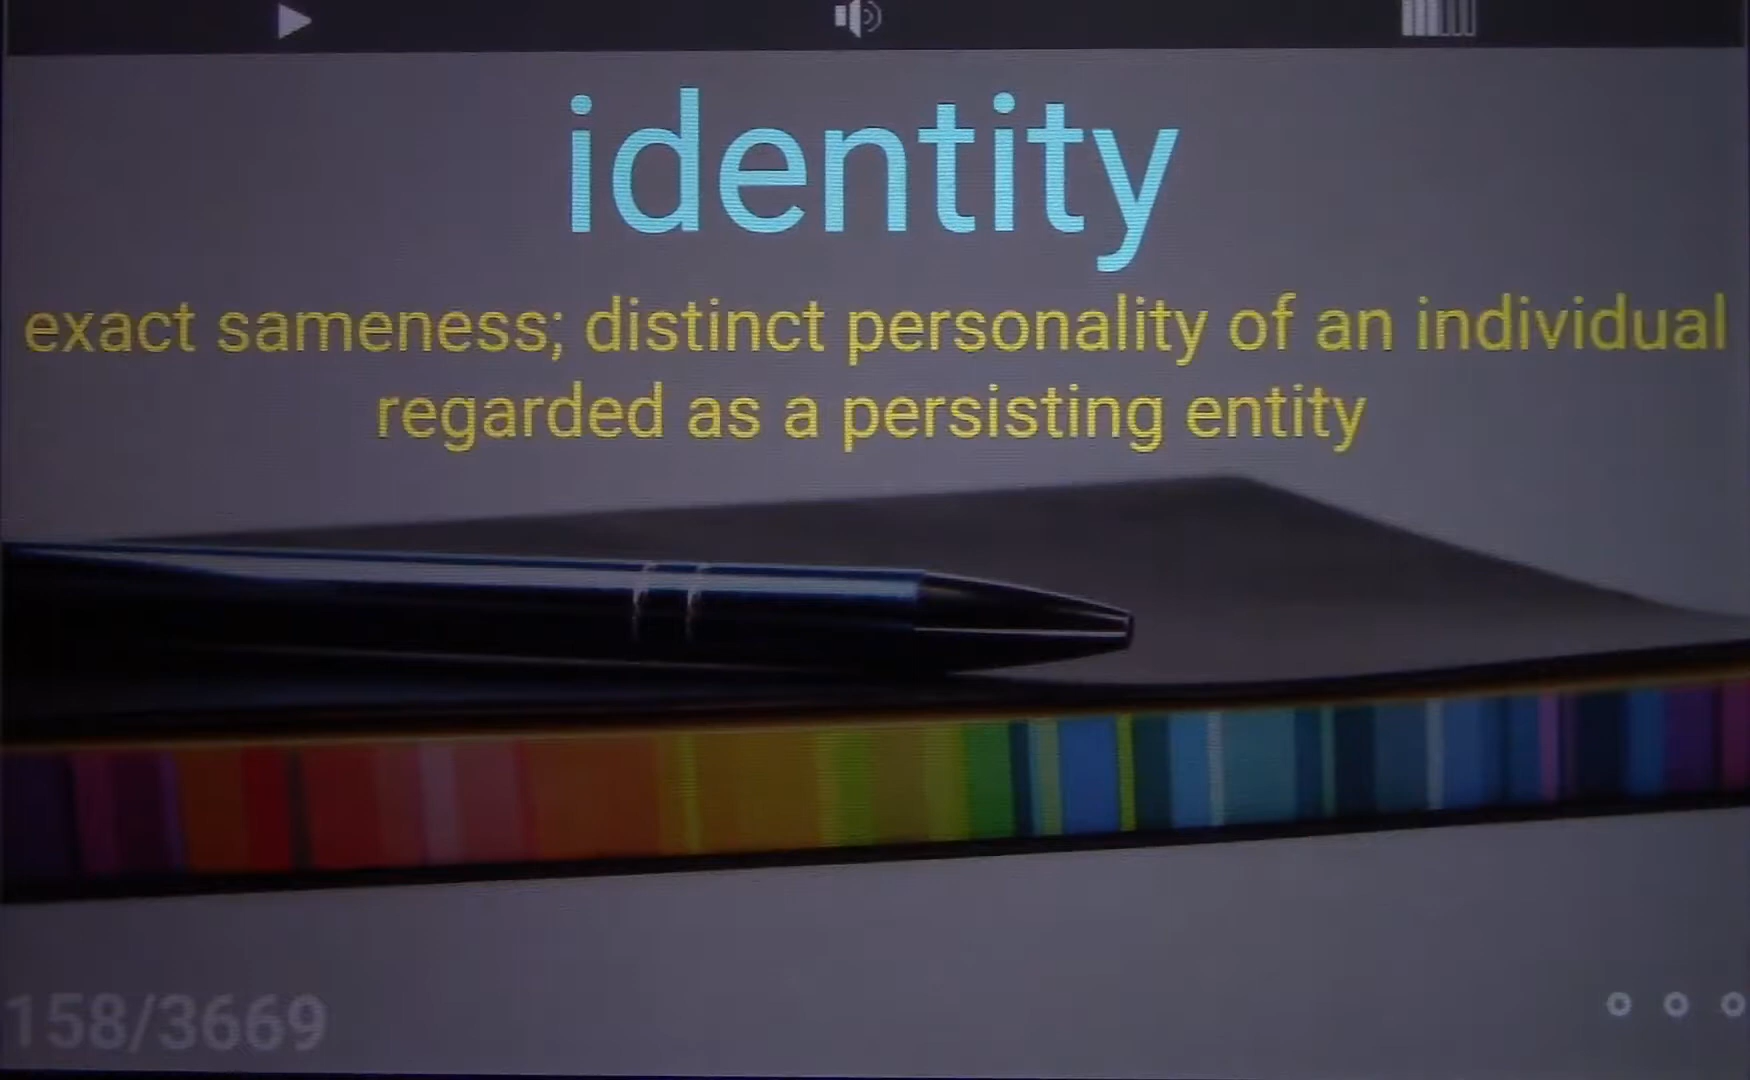 identity
exact sameness; distinct personality of an individual
regarded as a persisting entity
158/3669